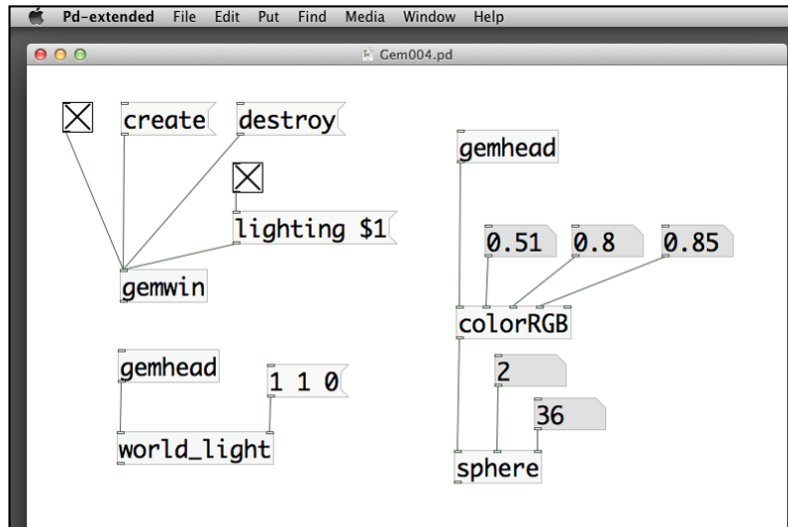 Pd-extended File Edit Put Find Media Window Help
Gem004.pd
create destroy
lighting $1
gemwin
gemhead
1 1 0
world_light
gemhead
0.51 0.8 0.85
colorRGB
2
36
sphere